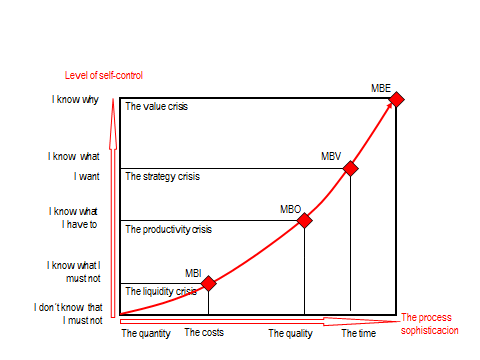 Level of self-control
MBE
I know why
The value crisis
I know what
I want
MBV
The strategy crisis
I know what
I have to
MBO
The productivity crisis
I know what I
must not
MBI
The liquidity crisis
I don't know that
I must not
The quantity
The costs
The quality
The time
The process
sophisticacion